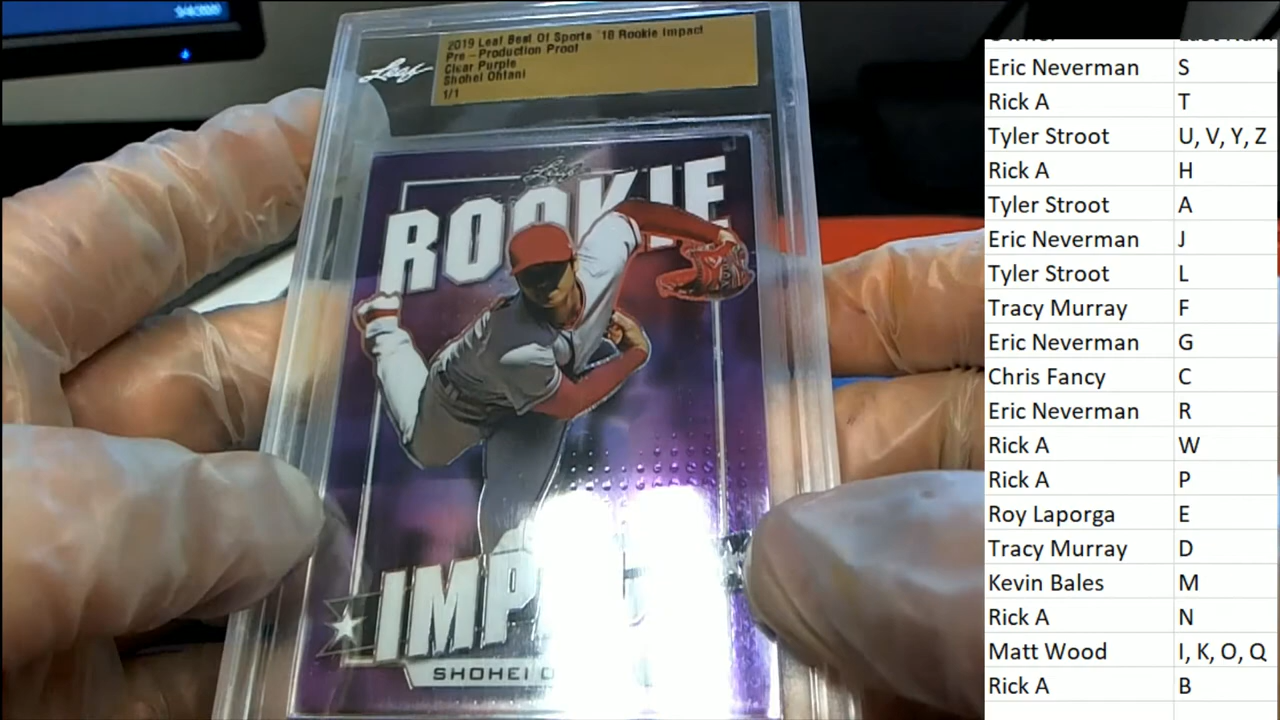 2019 Leaf Best Of Sports '18 Rookie Impact
Pre - Production Proof
Clear Purple
Shohei Ohtani
1/1
Leaf
Leaf
ROOKIE
SHOHEI
Eric Neverman S
Rick A T
Tyler Stroot U, V, Y, Z
Rick A H
Tyler Stroot A
Eric Neverman J
Tyler Stroot L
Tracy Murray F
Eric Neverman G
Chris Fancy C
Eric Neverman R
Rick A W
Rick A P
Roy Laporga E
Tracy Murray D
Kevin Bales M
Rick A N
Matt Wood I, K, O, Q
Rick A B